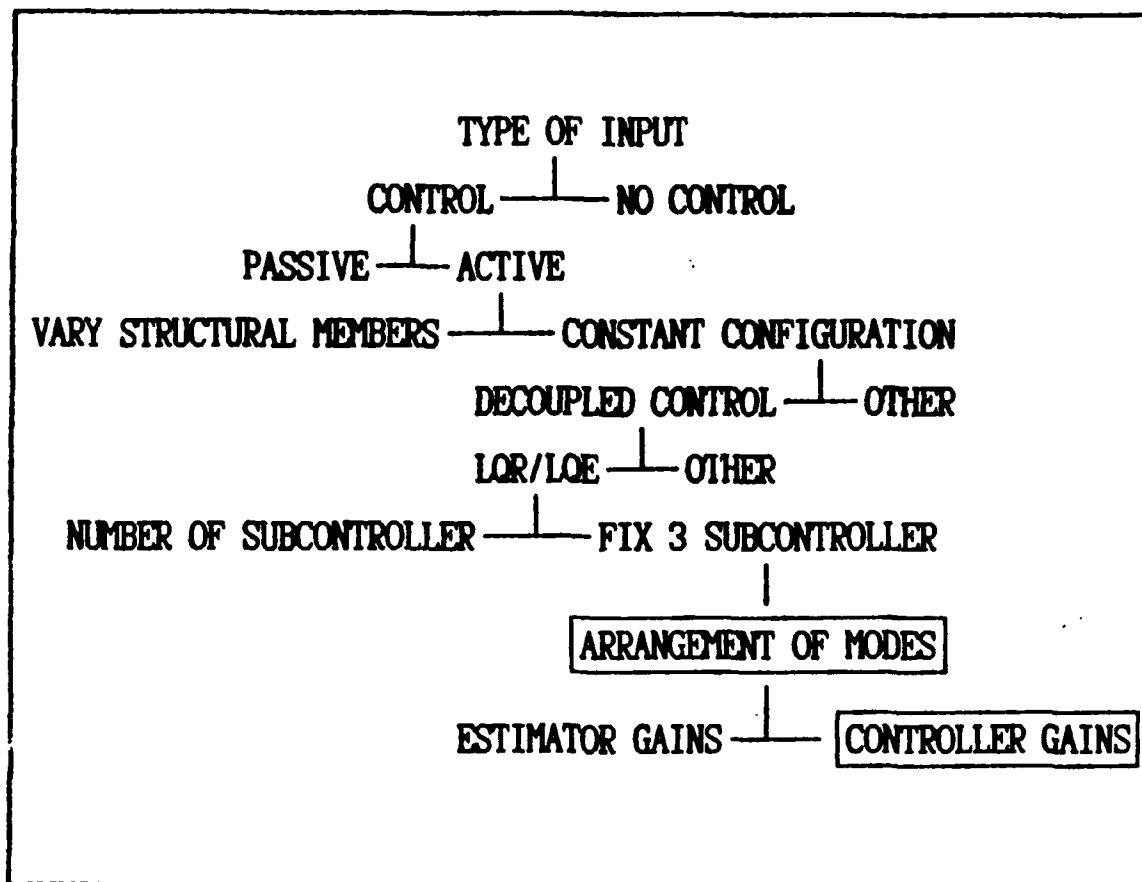 TYPE OF INPUT
CONTROL NO CONTROL
PASSIVE ACTIVE
VARY STRUCTURAL MEMBERS CONSTANT CONFIGURATION
DECOUPLED CONTROL OTHER
LQR/LQE OTHER
NUMBER OF SUBCONTROLLER FIX 3 SUBCONTROLLER
ARRANGEMENT OF MODES
ESTIMATOR GAINS CONTROLLER GAINS